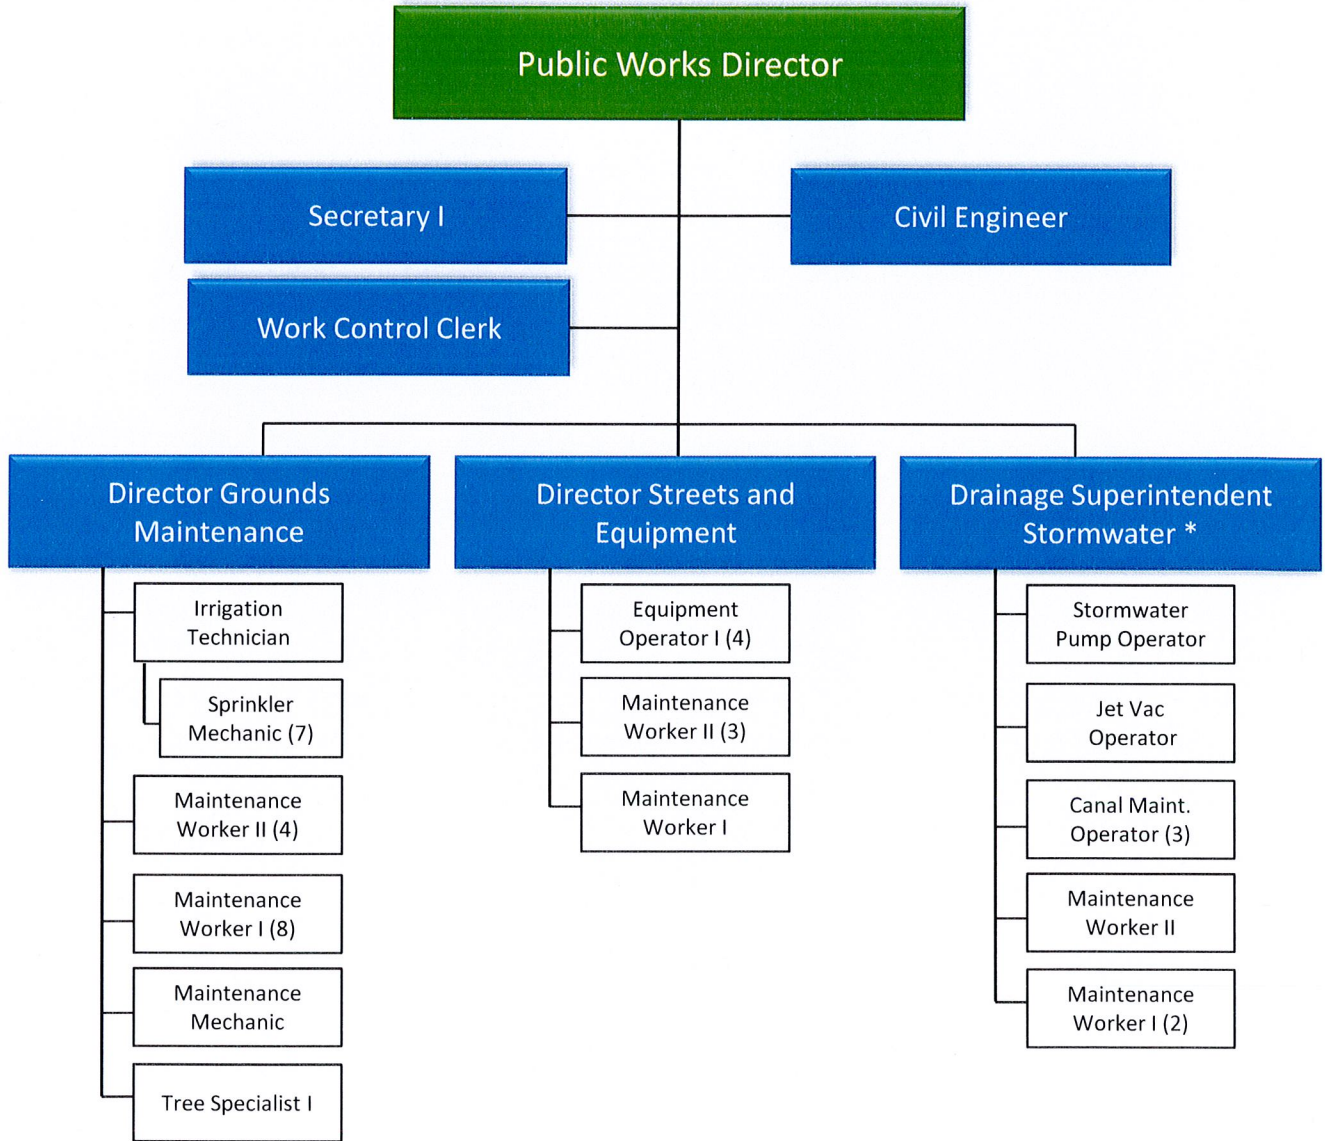 Public Works Director
Secretary I
Civil Engineer
Work Control Clerk
Director Grounds
Maintenance
Irrigation
Technician
Sprinkler
Mechanic (7)
Maintenance
Worker II (4)
Maintenance
Worker I (8)
Maintenance
Mechanic
Tree Specialist I
Director Streets and
Equipment
Equipment
Operator I (4)
Maintenance
Worker II (3)
Maintenance
Worker I
Drainage Superintendent
Stormwater *
Stormwater
Pump Operator
Jet Vac
Operator
Canal Maint.
Operator (3)
Maintenance
Worker II
Maintenance
Worker I (2)